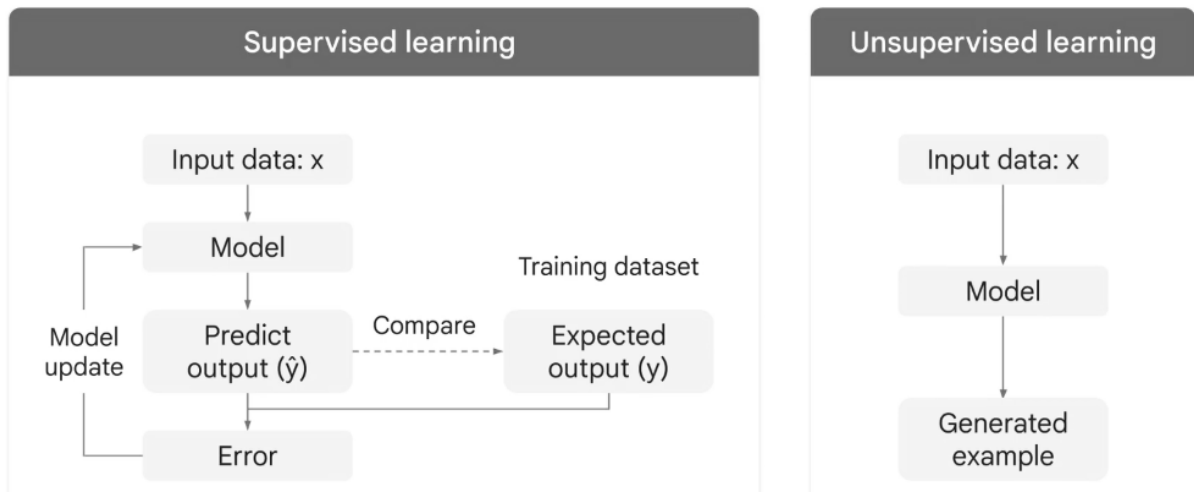 Supervised learning
Input data: x
Model
Training dataset
Model
update
Predict
output (ŷ)
Compare
Expected
output (y)
Error
Unsupervised learning
Input data: x
Model
Generated
example